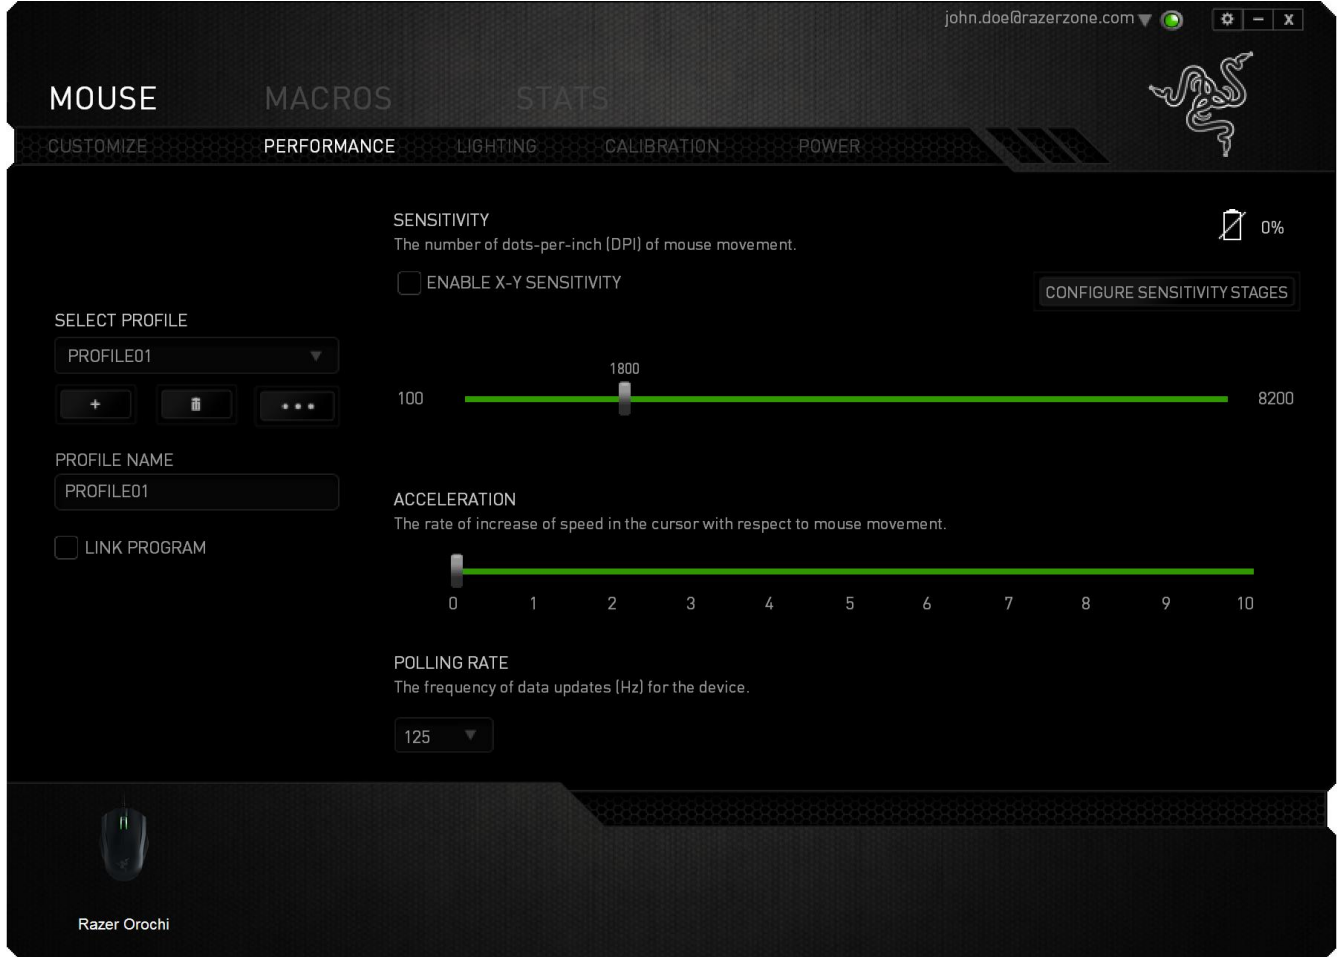 john.doe@razerzone.com
X
MOUSE MACROS STATS
CUSTOMIZE PERFORMANCE LIGHTING CALIBRATION POWER
SENSITIVITY
The number of dots-per-inch (DPI) of mouse movement.
0%
ENABLE X-Y SENSITIVITY
CONFIGURE SENSITIVITY STAGES
SELECT PROFILE
PROFILE01
1800
100
8200
PROFILE NAME
PROFILE01
LINK PROGRAM
ACCELERATION
The rate of increase of speed in the cursor with respect to mouse movement.
0 1 2 3 4 5 6 7 8 9 10
POLLING RATE
The frequency of data updates (Hz) for the device.
125
Razer Orochi